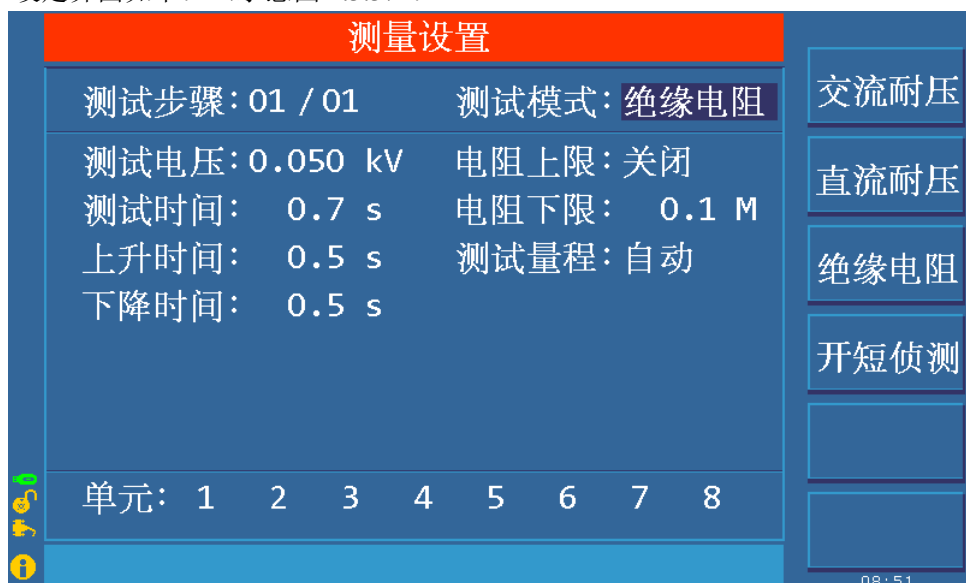 测量设置
测试步骤：01 / 01 测试模式：绝缘电阻
测试电压：0.050 kV 电阻上限：关闭
测试时间： 0.7 s 电阻下限： 0.1 M
上升时间： 0.5 s 测试量程：自动
下降时间： 0.5 s
单元：1 2 3 4 5 6 7 8
交流耐压
直流耐压
绝缘电阻
开短侦测
08:51